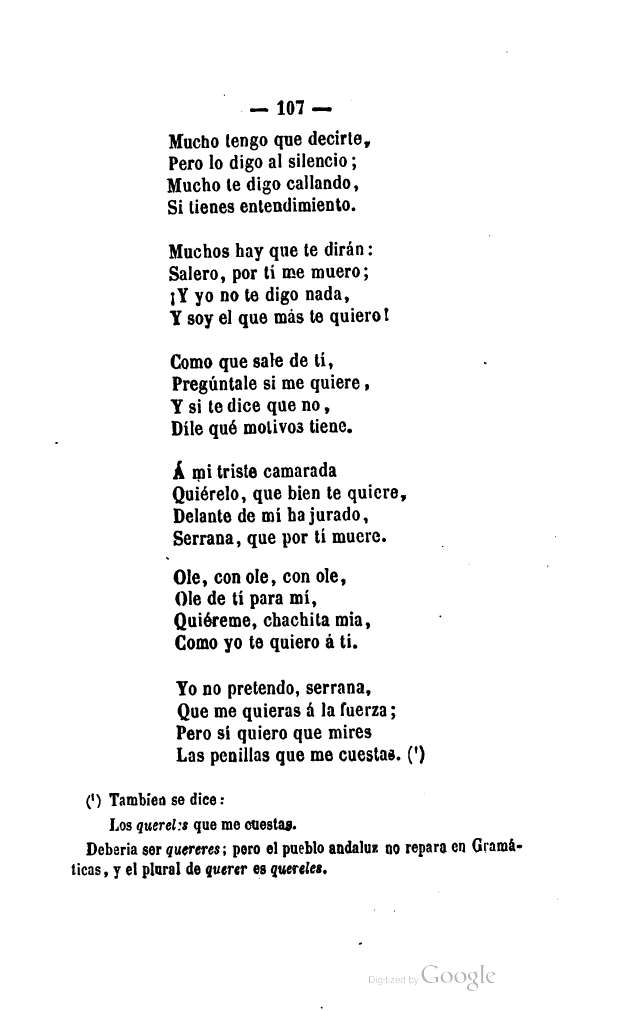 — 107 —
Mucho tengo que decirte,
Pero lo digo al silencio;
Mucho te digo callando,
Si tienes entendimiento.
Muchos hay que te dirán:
Salero, por tí me muero;
¡Y yo no te digo nada,
Y soy el que más te quiero!
Como que sale de tí,
Pregúntale si me quiere,
Y si te dice que no,
Díle qué motivos tiene.
Á mi triste camarada
Quiérelo, que bien te quiere,
Delante de mí ha jurado,
Serrana, que por tí muere.
Ole, con ole, con ole,
Ole de tí para mí,
Quiéreme, chachita mia,
Como yo te quiero á tí.
Yo no pretendo, serrana,
Que me quieras á la fuerza;
Pero sí quiero que mires
Las penillas que me cuestas. (¹)
(¹) Tambien se dice:
Los quereles que me cuestas.
Deberia ser quereres; pero el pueblo andaluz no repara en Gramá-
ticas, y el plural de querer es quereles.
Digitized by Google